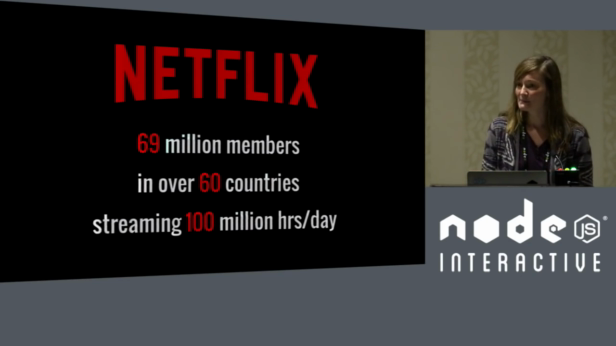 NETFLIX
69 million members
in over 60 countries
streaming 100 million hrs/day
node
JS
INTERACTIVE